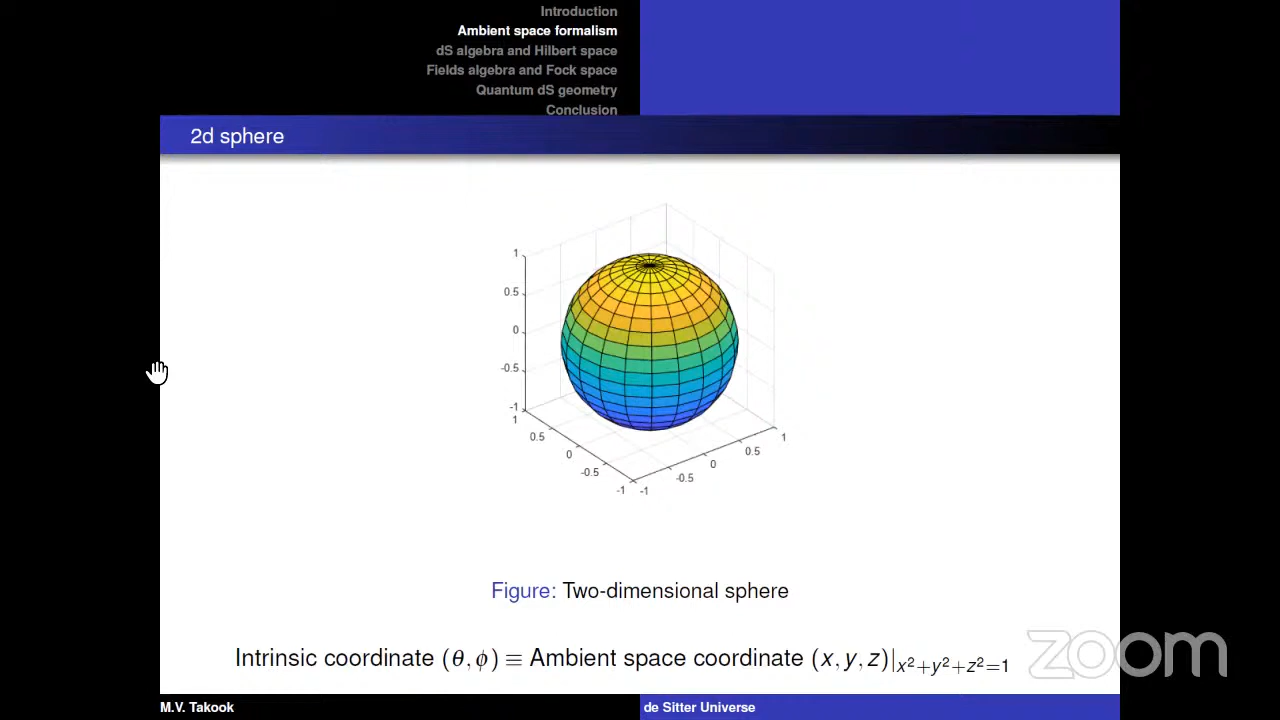 Introduction
Ambient space formalism
dS algebra and Hilbert space
Fields algebra and Fock space
Quantum dS geometry
Conclusion
2d sphere
1
0.5
0
-0.5
-1
1
0.5
0
-0.5
-1
-1
-0.5
0
0.5
1
Figure: Two-dimensional sphere
Intrinsic coordinate (θ, ϕ) ≡ Ambient space coordinate (x, y, z)|x²+y²+z²=1
zoom
M.V. Takook
de Sitter Universe